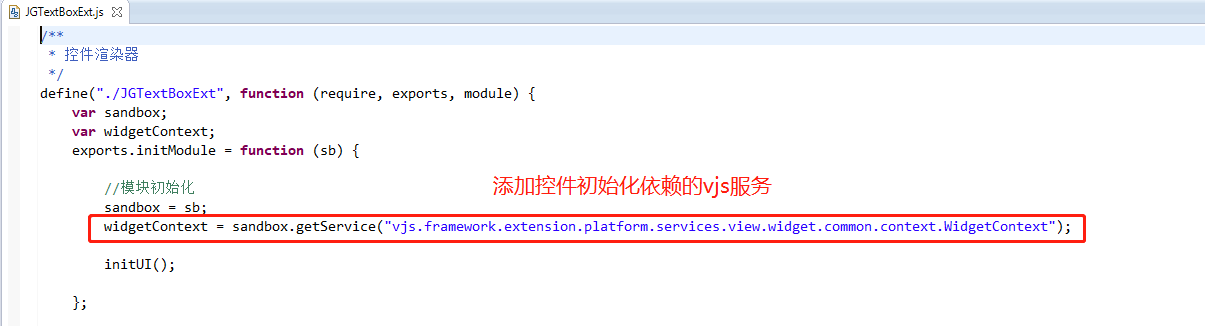 JGTextBoxExt.js
/**
 * 控件渲染器
 */
define("./JGTextBoxExt", function (require, exports, module) {
    var sandbox;
    var widgetContext;
    exports.initModule = function (sb) {
        //模块初始化
添加控件初始化依赖的vjs服务
        sandbox = sb;
        widgetContext = sandbox.getService("vjs.framework.extension.platform.services.view.widget.common.context.WidgetContext");
        initUI();
    };